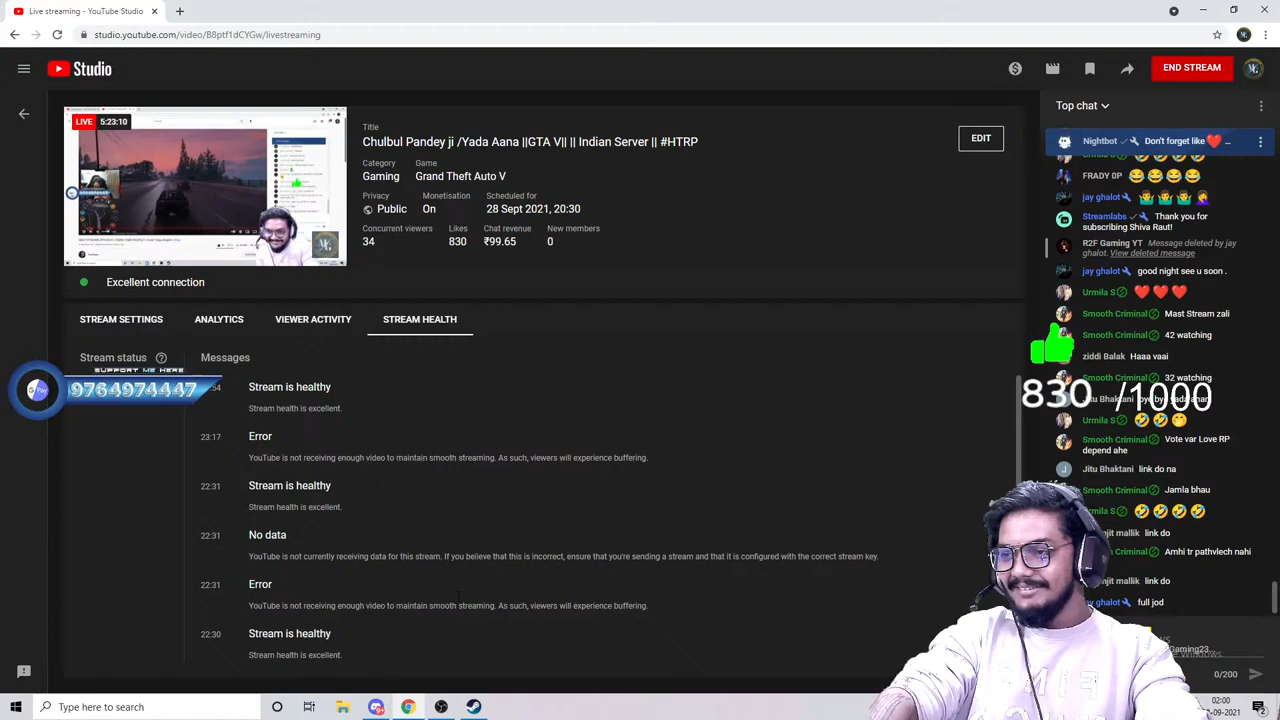 Live streaming - YouTube Studio
studio.youtube.com/video/B8ptf1dCYGw/livestreaming
Studio
END STREAM
LIVE 5:23:10
Title
Chulbul Pandey ji /Yada Aana ||GTA V || Indian Server| #HTRP
EDIT
Category
Game
Gaming
Grand Theft Auto V
Privacy
Scheduled for
Public
On
28 Sept 2021, 20:30
Concurrent viewers
Likes
Chat revenue
New members
34
830
0
Excellent connection
STREAM SETTINGS
ANALYTICS
VIEWER ACTIVITY
STREAM HEALTH
Stream status
Messages
SUPPORT ME HERE
9764974447
Stream is healthy
Stream health is excellent.
23:17
Error
YouTube is not receiving enough video to maintain smooth streaming. As such, viewers will experience buffering.
22:31
Stream is healthy
Stream health is excellent.
22:31
No data
YouTube is not currently receiving data for this stream. If you believe that this is incorrect, ensure that you're sending a stream and that it is configured with the correct stream key.
22:31
Error
YouTube is not receiving enough video to maintain smooth streaming. As such, viewers will experience buffering.
22:30
Stream is healthy
Stream health is excellent.
Top chat
Don't forget like ❤️ ...
jay ghalot
Streamlabs Thank you for
subscribing Shiva Raut!
R2F Gaming YT Message deleted by jay
ghalot. View deleted message
jay ghalot good night see u soon .
Urmila S ❤️❤️❤️
Smooth Criminal Mast Stream zali
Smooth Criminal 42 watching
ziddi Balak Haaa vaai
Smooth Criminal 32 watching
Jitu Bhaktani
830 /1000
Urmila S
Smooth Criminal Vote var Love RP
depend ahe
Jitu Bhaktani link do na
Smooth Criminal Jamla bhau
mallik link do
Criminal Amhi tr pathvlech nahi
mallik link do
ghalot full jod
0/200
Type here to search
02:00